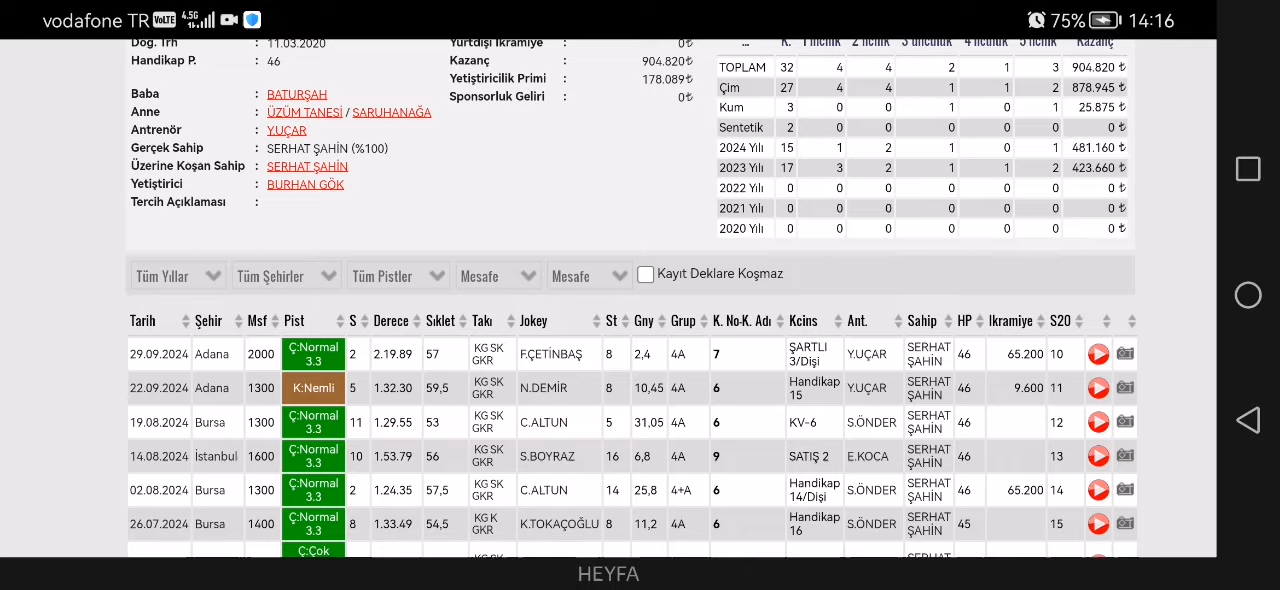 vodafone TR VoLTE 4.5G 75% 14:16
Doğ. Trh : 11.03.2020
Handikap P. : 46
Baba : BATURŞAH
Anne : ÜZÜM TANESİ / SARUHANAĞA
Antrenör : Y.UÇAR
Gerçek Sahip : SERHAT ŞAHİN (%100)
Üzerine Koşan Sahip : SERHAT ŞAHİN
Yetiştirici : BURHAN GÖK
Tercih Açıklaması :
Yurtdışı İkramiye : 0₺
Kazanç : 904.820₺
Yetiştiricilik Primi : 178.089₺
Sponsorluk Geliri : 0₺
... K. 1'incilik 2'ncilik 3'üncülük 4'üncülük 5'incilik Kazanç
TOPLAM 32 4 4 2 1 3 904.820 ₺
Çim 27 4 4 1 1 2 878.945 ₺
Kum 3 0 0 1 0 1 25.875 ₺
Sentetik 2 0 0 0 0 0 0 ₺
2024 Yılı 15 1 2 1 0 1 481.160 ₺
2023 Yılı 17 3 2 1 1 2 423.660 ₺
2022 Yılı 0 0 0 0 0 0 0 ₺
2021 Yılı 0 0 0 0 0 0 0 ₺
2020 Yılı 0 0 0 0 0 0 0 ₺
Tüm Yıllar Tüm Şehirler Tüm Pistler Mesafe Mesafe Kayıt Deklare Koşmaz
Tarih Şehir Msf Pist S Derece Sıklet Takı Jokey St Gny Grup K. No-K. Adı Kcins Ant. Sahip HP İkramiye S20
29.09.2024 Adana 2000 Ç:Normal 3.3 2 2.19.89 57 KG SK GKR F.ÇETİNBAŞ 8 2,4 4A 7 ŞARTLI 3/Dişi Y.UÇAR SERHAT ŞAHİN 46 65.200 10
22.09.2024 Adana 1300 K:Nemli 5 1.32.30 59,5 KG SK GKR N.DEMİR 8 10,45 4A 6 Handikap 15 Y.UÇAR SERHAT ŞAHİN 46 9.600 11
19.08.2024 Bursa 1300 Ç:Normal 3.3 11 1.29.55 53 KG SK GKR C.ALTUN 5 31,05 4A 6 KV-6 S.ÖNDER SERHAT ŞAHİN 46 12
14.08.2024 İstanbul 1600 Ç:Normal 3.3 10 1.53.79 56 KG SK GKR S.BOYRAZ 16 6,8 4A 9 SATIŞ 2 E.KOCA SERHAT ŞAHİN 46 13
02.08.2024 Bursa 1300 Ç:Normal 3.3 2 1.24.35 57,5 KG SK GKR C.ALTUN 14 25,8 4+A 6 Handikap 14/Dişi S.ÖNDER SERHAT ŞAHİN 46 65.200 14
26.07.2024 Bursa 1400 Ç:Normal 3.3 8 1.33.49 54,5 KG K GKR K.TOKAÇOĞLU 8 11,2 4A 6 Handikap 16 S.ÖNDER SERHAT ŞAHİN 45 15
Ç:Çok KG SK SERHAT
HEYFA